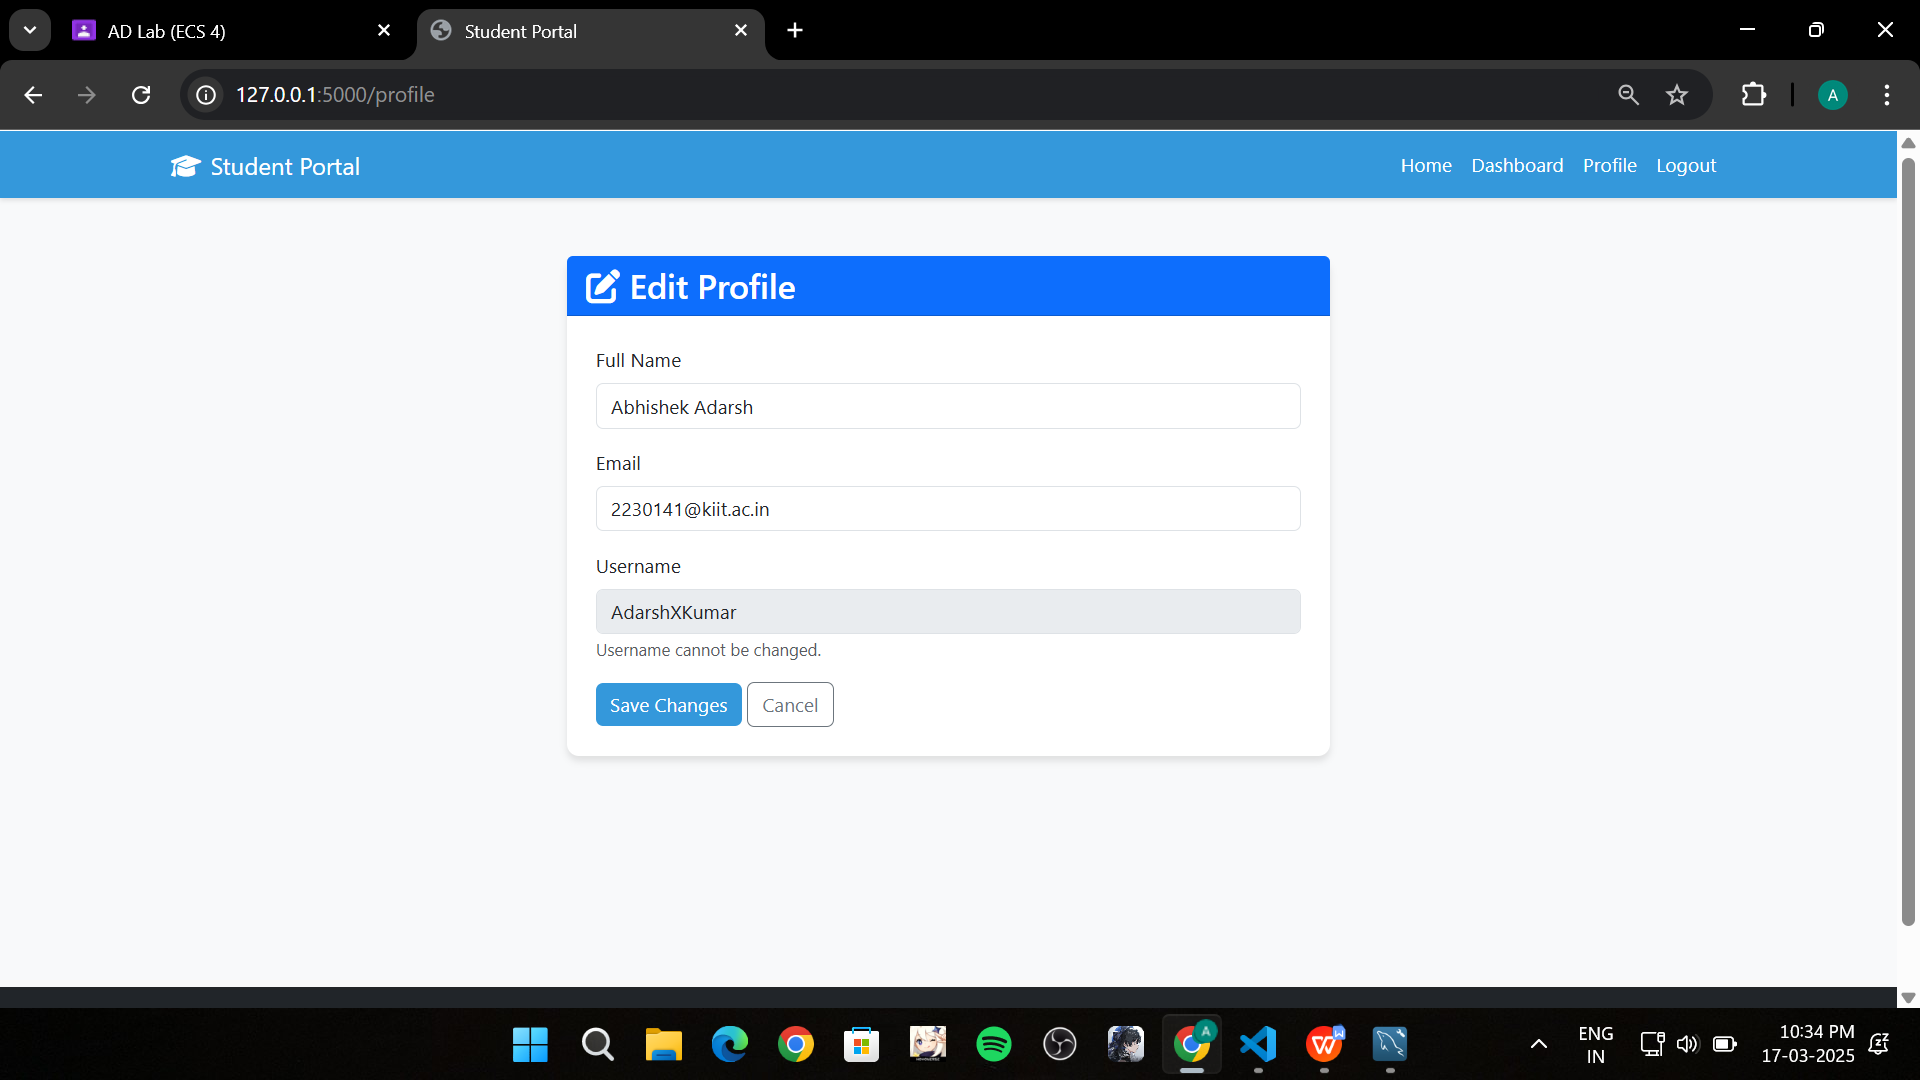 AD Lab (ECS 4)
Student Portal
127.0.0.1:5000/profile
A
Student Portal
Home
Dashboard
Profile
Logout
Edit Profile
Full Name
Abhishek Adarsh
Email
2230141@kiit.ac.in
Username
AdarshXKumar
Username cannot be changed.
Save Changes
Cancel
A
W
ENG
IN
10:34 PM
17-03-2025